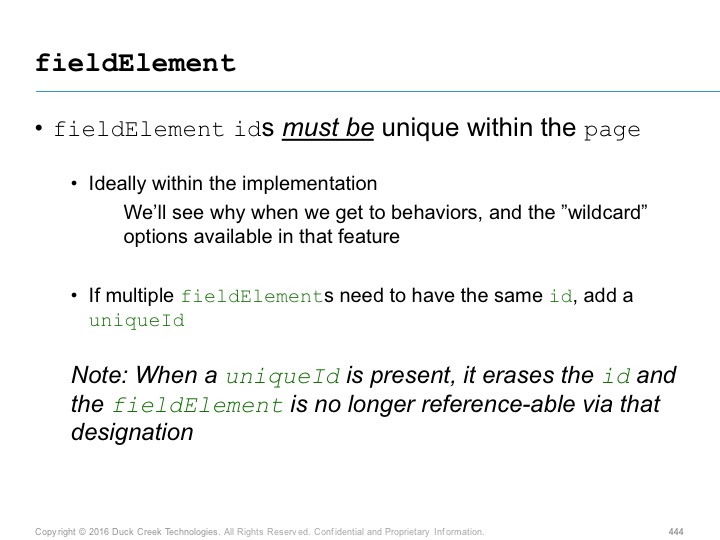 fieldElement
• fieldElement ids must be unique within the page
• Ideally within the implementation
We’ll see why when we get to behaviors, and the ”wildcard”
options available in that feature
• If multiple fieldElements need to have the same id, add a
uniqueId
Note: When a uniqueId is present, it erases the id and
the fieldElement is no longer reference-able via that
designation
Copyright © 2016 Duck Creek Technologies. All Rights Reserved. Confidential and Proprietary Information.
444